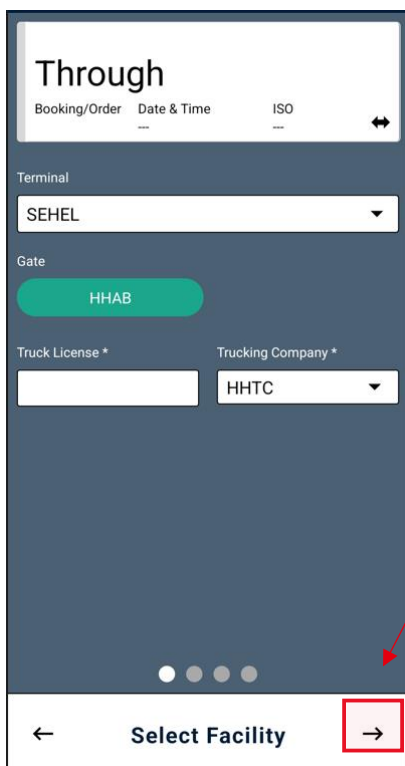 Through
Booking/Order Date & Time ISO
--- ---
Terminal
SEHEL
Gate
HHAB
Truck License * Trucking Company *
HHTC
Select Facility